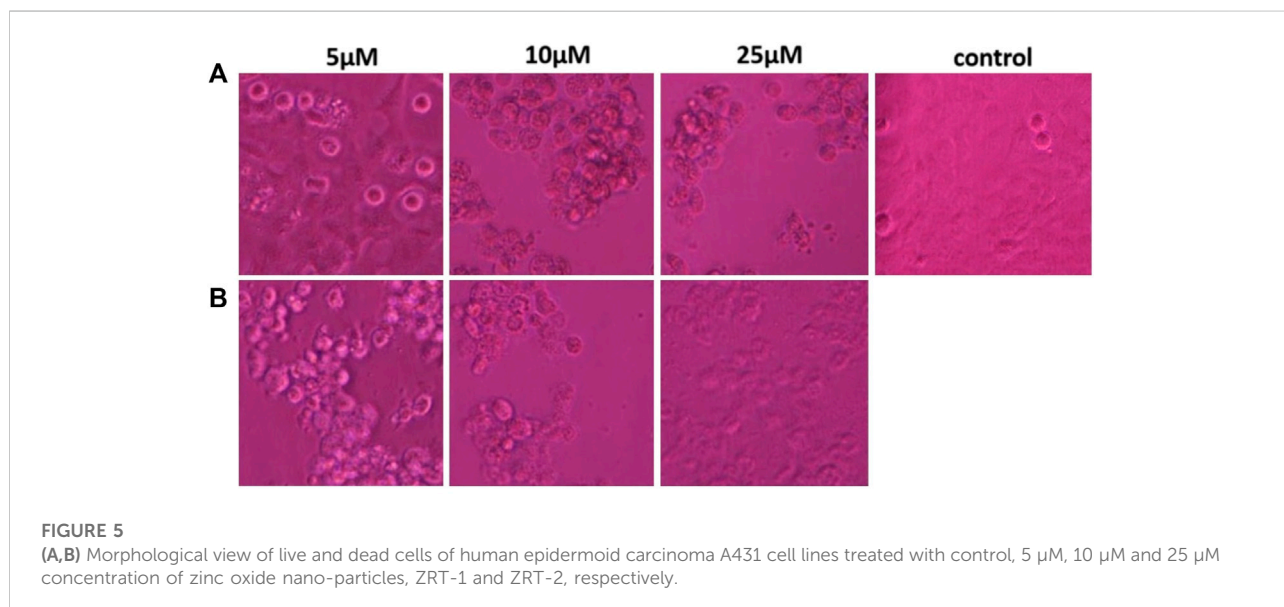 5μM 10μM 25μM control
A
B
FIGURE 5
(A,B) Morphological view of live and dead cells of human epidermoid carcinoma A431 cell lines treated with control, 5 μM, 10 μM and 25 μM
concentration of zinc oxide nano-particles, ZRT-1 and ZRT-2, respectively.